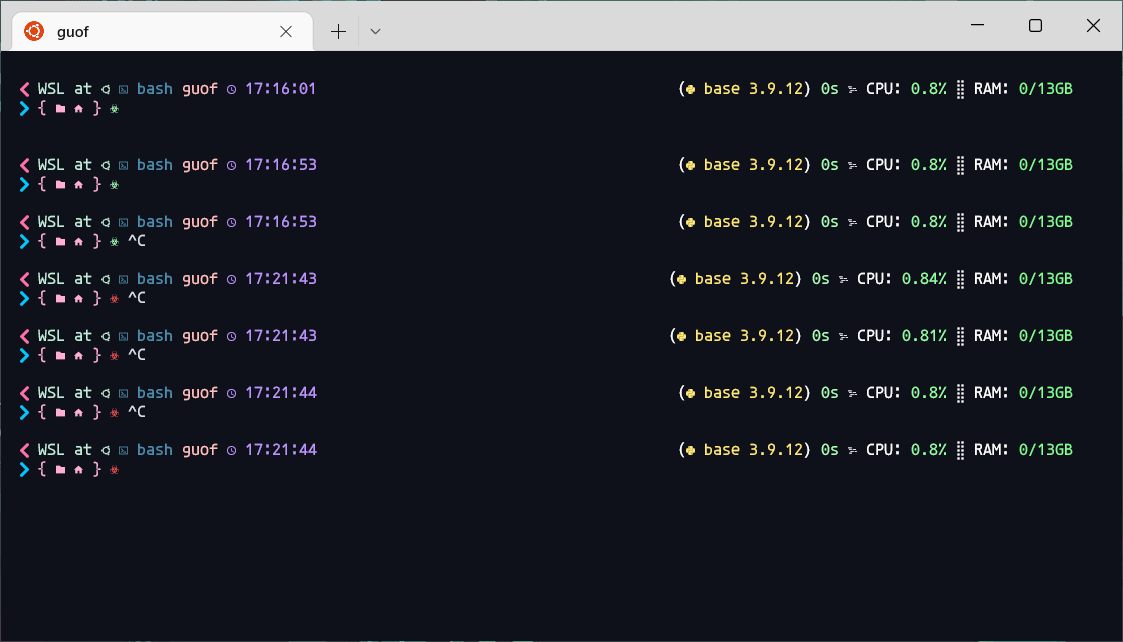 guof
WSL at bash guof 17:16:01 (base 3.9.12) 0s CPU: 0.8% RAM: 0/13GB
{ }
WSL at bash guof 17:16:53 (base 3.9.12) 0s CPU: 0.8% RAM: 0/13GB
{ }
WSL at bash guof 17:16:53 (base 3.9.12) 0s CPU: 0.8% RAM: 0/13GB
{ } ^C
WSL at bash guof 17:21:43 (base 3.9.12) 0s CPU: 0.84% RAM: 0/13GB
{ } ^C
WSL at bash guof 17:21:43 (base 3.9.12) 0s CPU: 0.81% RAM: 0/13GB
{ } ^C
WSL at bash guof 17:21:44 (base 3.9.12) 0s CPU: 0.8% RAM: 0/13GB
{ } ^C
WSL at bash guof 17:21:44 (base 3.9.12) 0s CPU: 0.8% RAM: 0/13GB
{ }